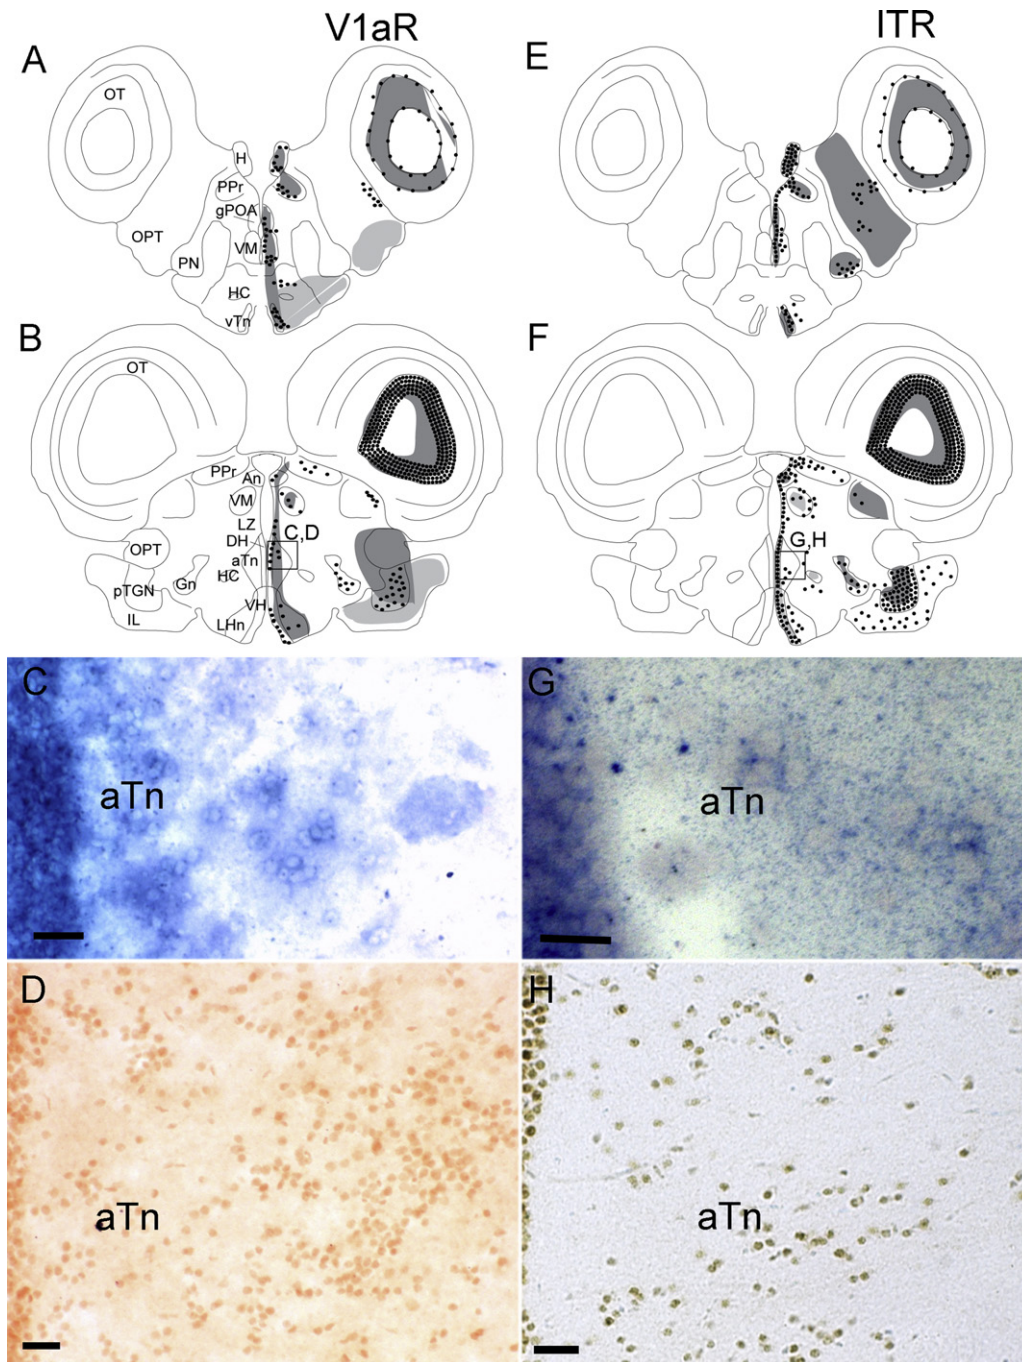 V1aR
ITR
A
OT
H
PPr
gPOA
OPT
VM
PN
HC
vTn
E
B
OT
PPr
An
VM
LZ
C,D
DH
OPT
aTn
HC
pTGN
Gn
VH
IL
LHn
F
G,H
C
aTn
G
aTn
D
aTn
H
aTn